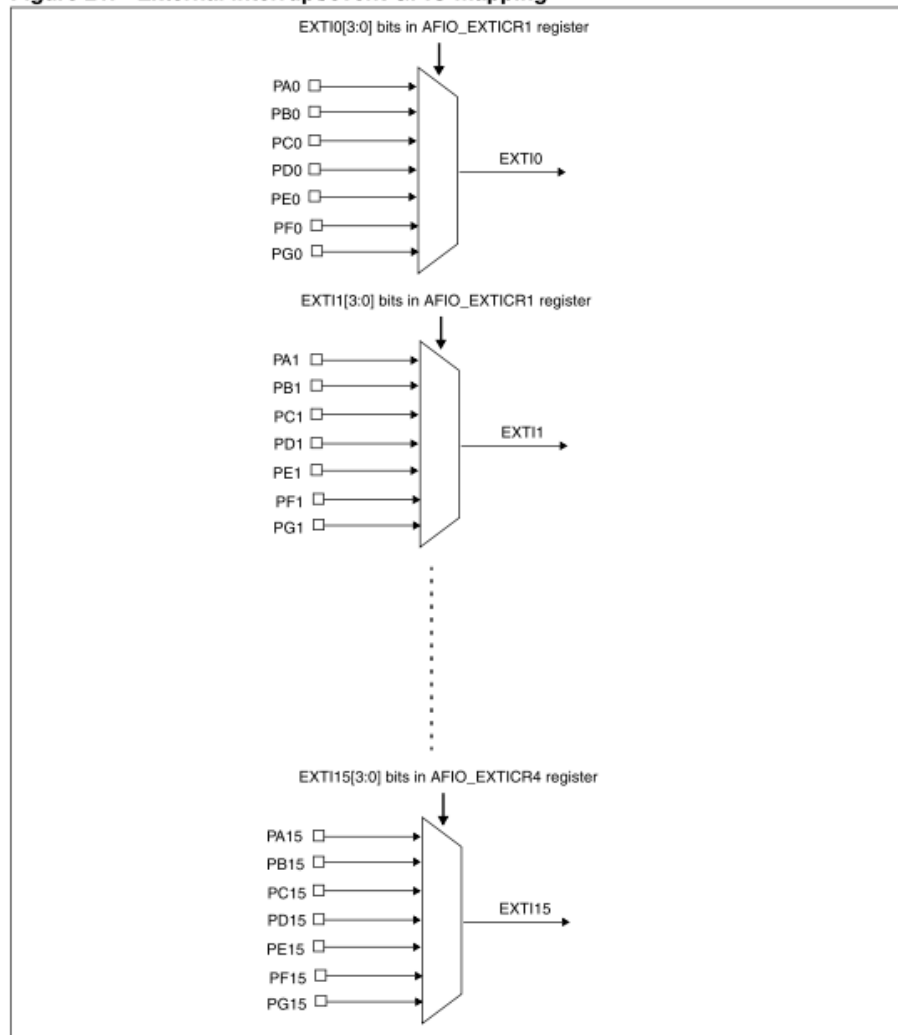 EXTI0[3:0] bits in AFIO_EXTICR1 register
PA0
PB0
PC0
PD0
PE0
PF0
PG0
EXTI0
EXTI1[3:0] bits in AFIO_EXTICR1 register
PA1
PB1
PC1
PD1
PE1
PF1
PG1
EXTI1
EXTI15[3:0] bits in AFIO_EXTICR4 register
PA15
PB15
PC15
PD15
PE15
PF15
PG15
EXTI15